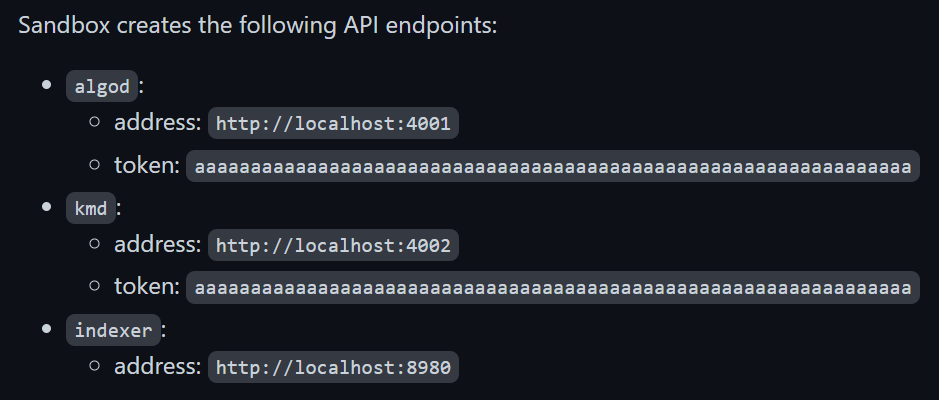 Sandbox creates the following API endpoints:
algod:
address: http://localhost:4001
token: aaaaaaaaaaaaaaaaaaaaaaaaaaaaaaaaaaaaaaaaaaaaaaaaaaaaaaaaaaaaaaaa
kmd:
address: http://localhost:4002
token: aaaaaaaaaaaaaaaaaaaaaaaaaaaaaaaaaaaaaaaaaaaaaaaaaaaaaaaaaaaaaaaa
indexer:
address: http://localhost:8980